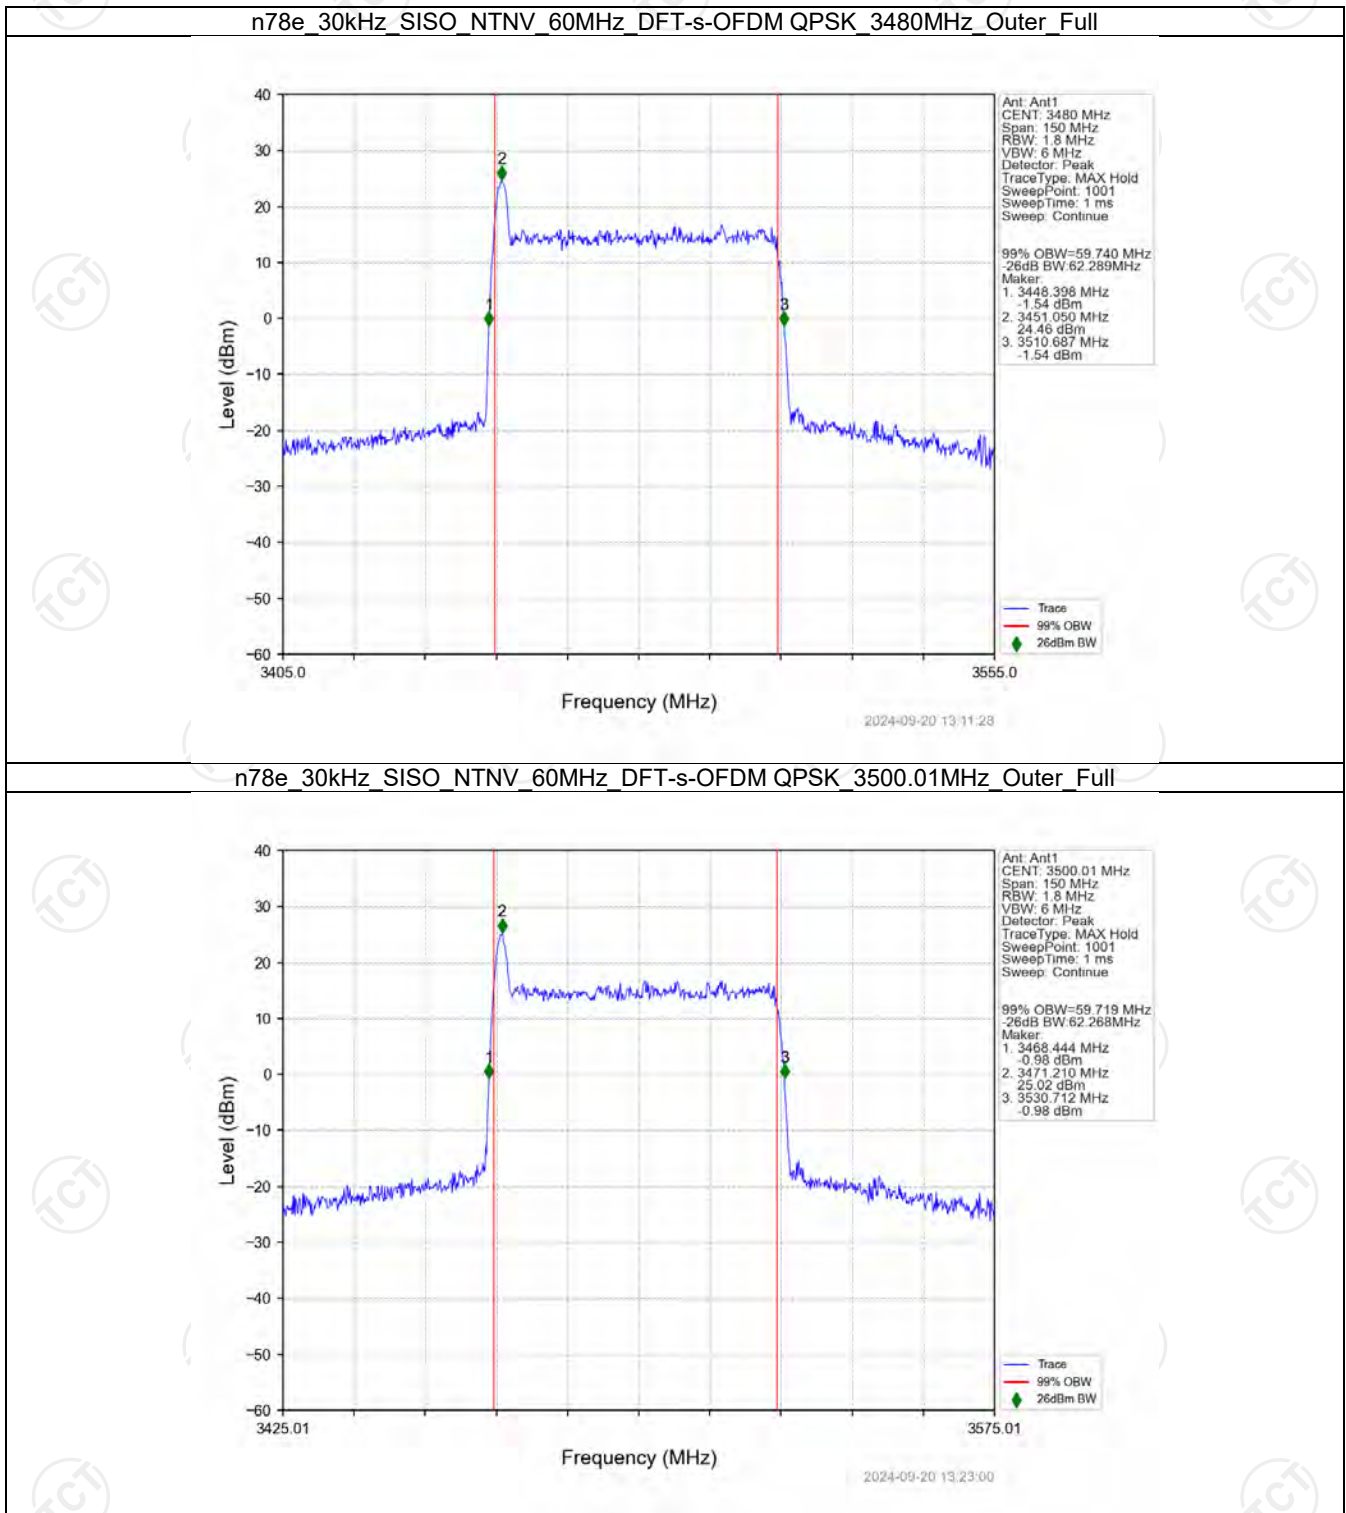 n78e_30kHz_SISO_NTNV_60MHz_DFT-s-OFDM QPSK_3480MHz_Outer_Full
40
30
20
10
0
−10
−20
−30
−40
−50
−60
Level (dBm)
1
2
3
3405.0
3555.0
Frequency (MHz)
2024-09-20 13:11:28
Ant: Ant1
CENT: 3480 MHz
Span: 150 MHz
RBW: 1.8 MHz
VBW: 6 MHz
Detector: Peak
TraceType: MAX Hold
SweepPoint: 1001
SweepTime: 1 ms
Sweep: Continue
99% OBW=59.740 MHz
-26dB BW:62.289MHz
Maker:
1. 3448.398 MHz
-1.54 dBm
2. 3451.050 MHz
24.46 dBm
3. 3510.687 MHz
-1.54 dBm
Trace
99% OBW
26dBm BW
n78e_30kHz_SISO_NTNV_60MHz_DFT-s-OFDM QPSK_3500.01MHz_Outer_Full
40
30
20
10
0
−10
−20
−30
−40
−50
−60
Level (dBm)
1
2
3
3425.01
3575.01
Frequency (MHz)
2024-09-20 13:23:00
Ant: Ant1
CENT: 3500.01 MHz
Span: 150 MHz
RBW: 1.8 MHz
VBW: 6 MHz
Detector: Peak
TraceType: MAX Hold
SweepPoint: 1001
SweepTime: 1 ms
Sweep: Continue
99% OBW=59.719 MHz
-26dB BW:62.268MHz
Maker:
1. 3468.444 MHz
-0.98 dBm
2. 3471.210 MHz
25.02 dBm
3. 3530.712 MHz
-0.98 dBm
Trace
99% OBW
26dBm BW
TCT
TCT
TCT
TCT
TCT
TCT
TCT
TCT
TCT
TCT